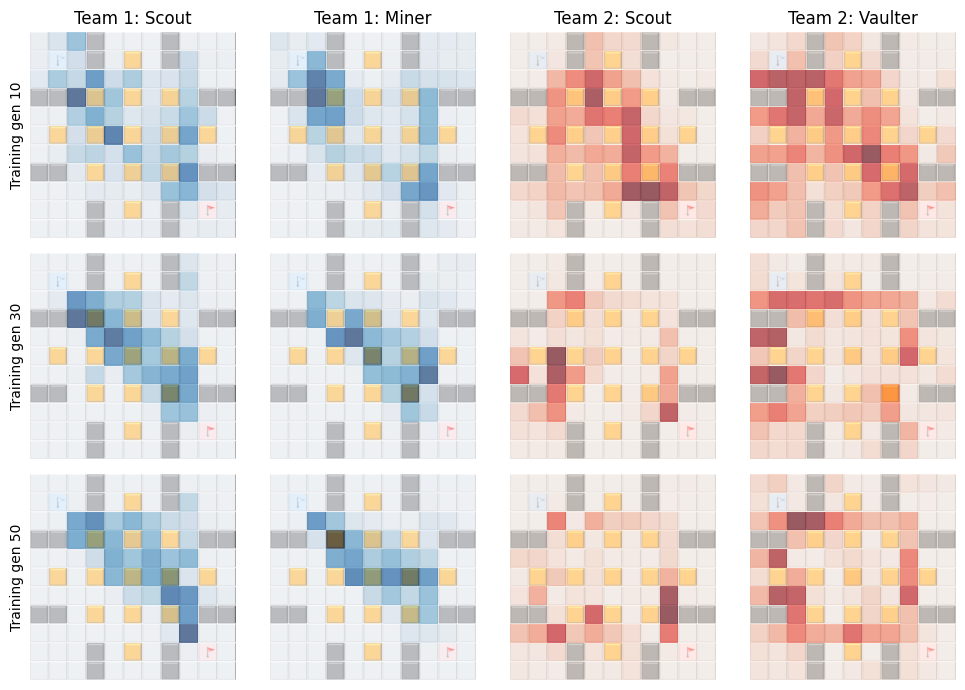 Team 1: Scout
Team 1: Miner
Team 2: Scout
Team 2: Vaulter
Training gen 10
Training gen 30
Training gen 50